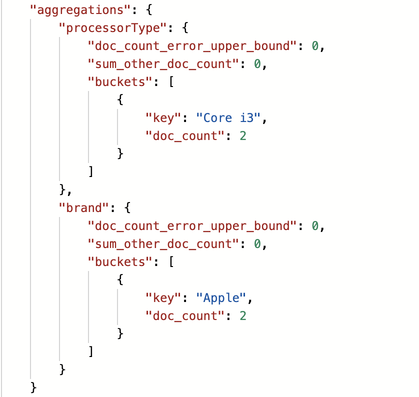 "aggregations": {
"processorType": {
"doc_count_error_upper_bound": 0,
"sum_other_doc_count": 0,
"buckets": [
{
"key": "Core i3",
"doc_count": 2
}
]
},
"brand": {
"doc_count_error_upper_bound": 0,
"sum_other_doc_count": 0,
"buckets": [
{
"key": "Apple",
"doc_count": 2
}
]
}
}